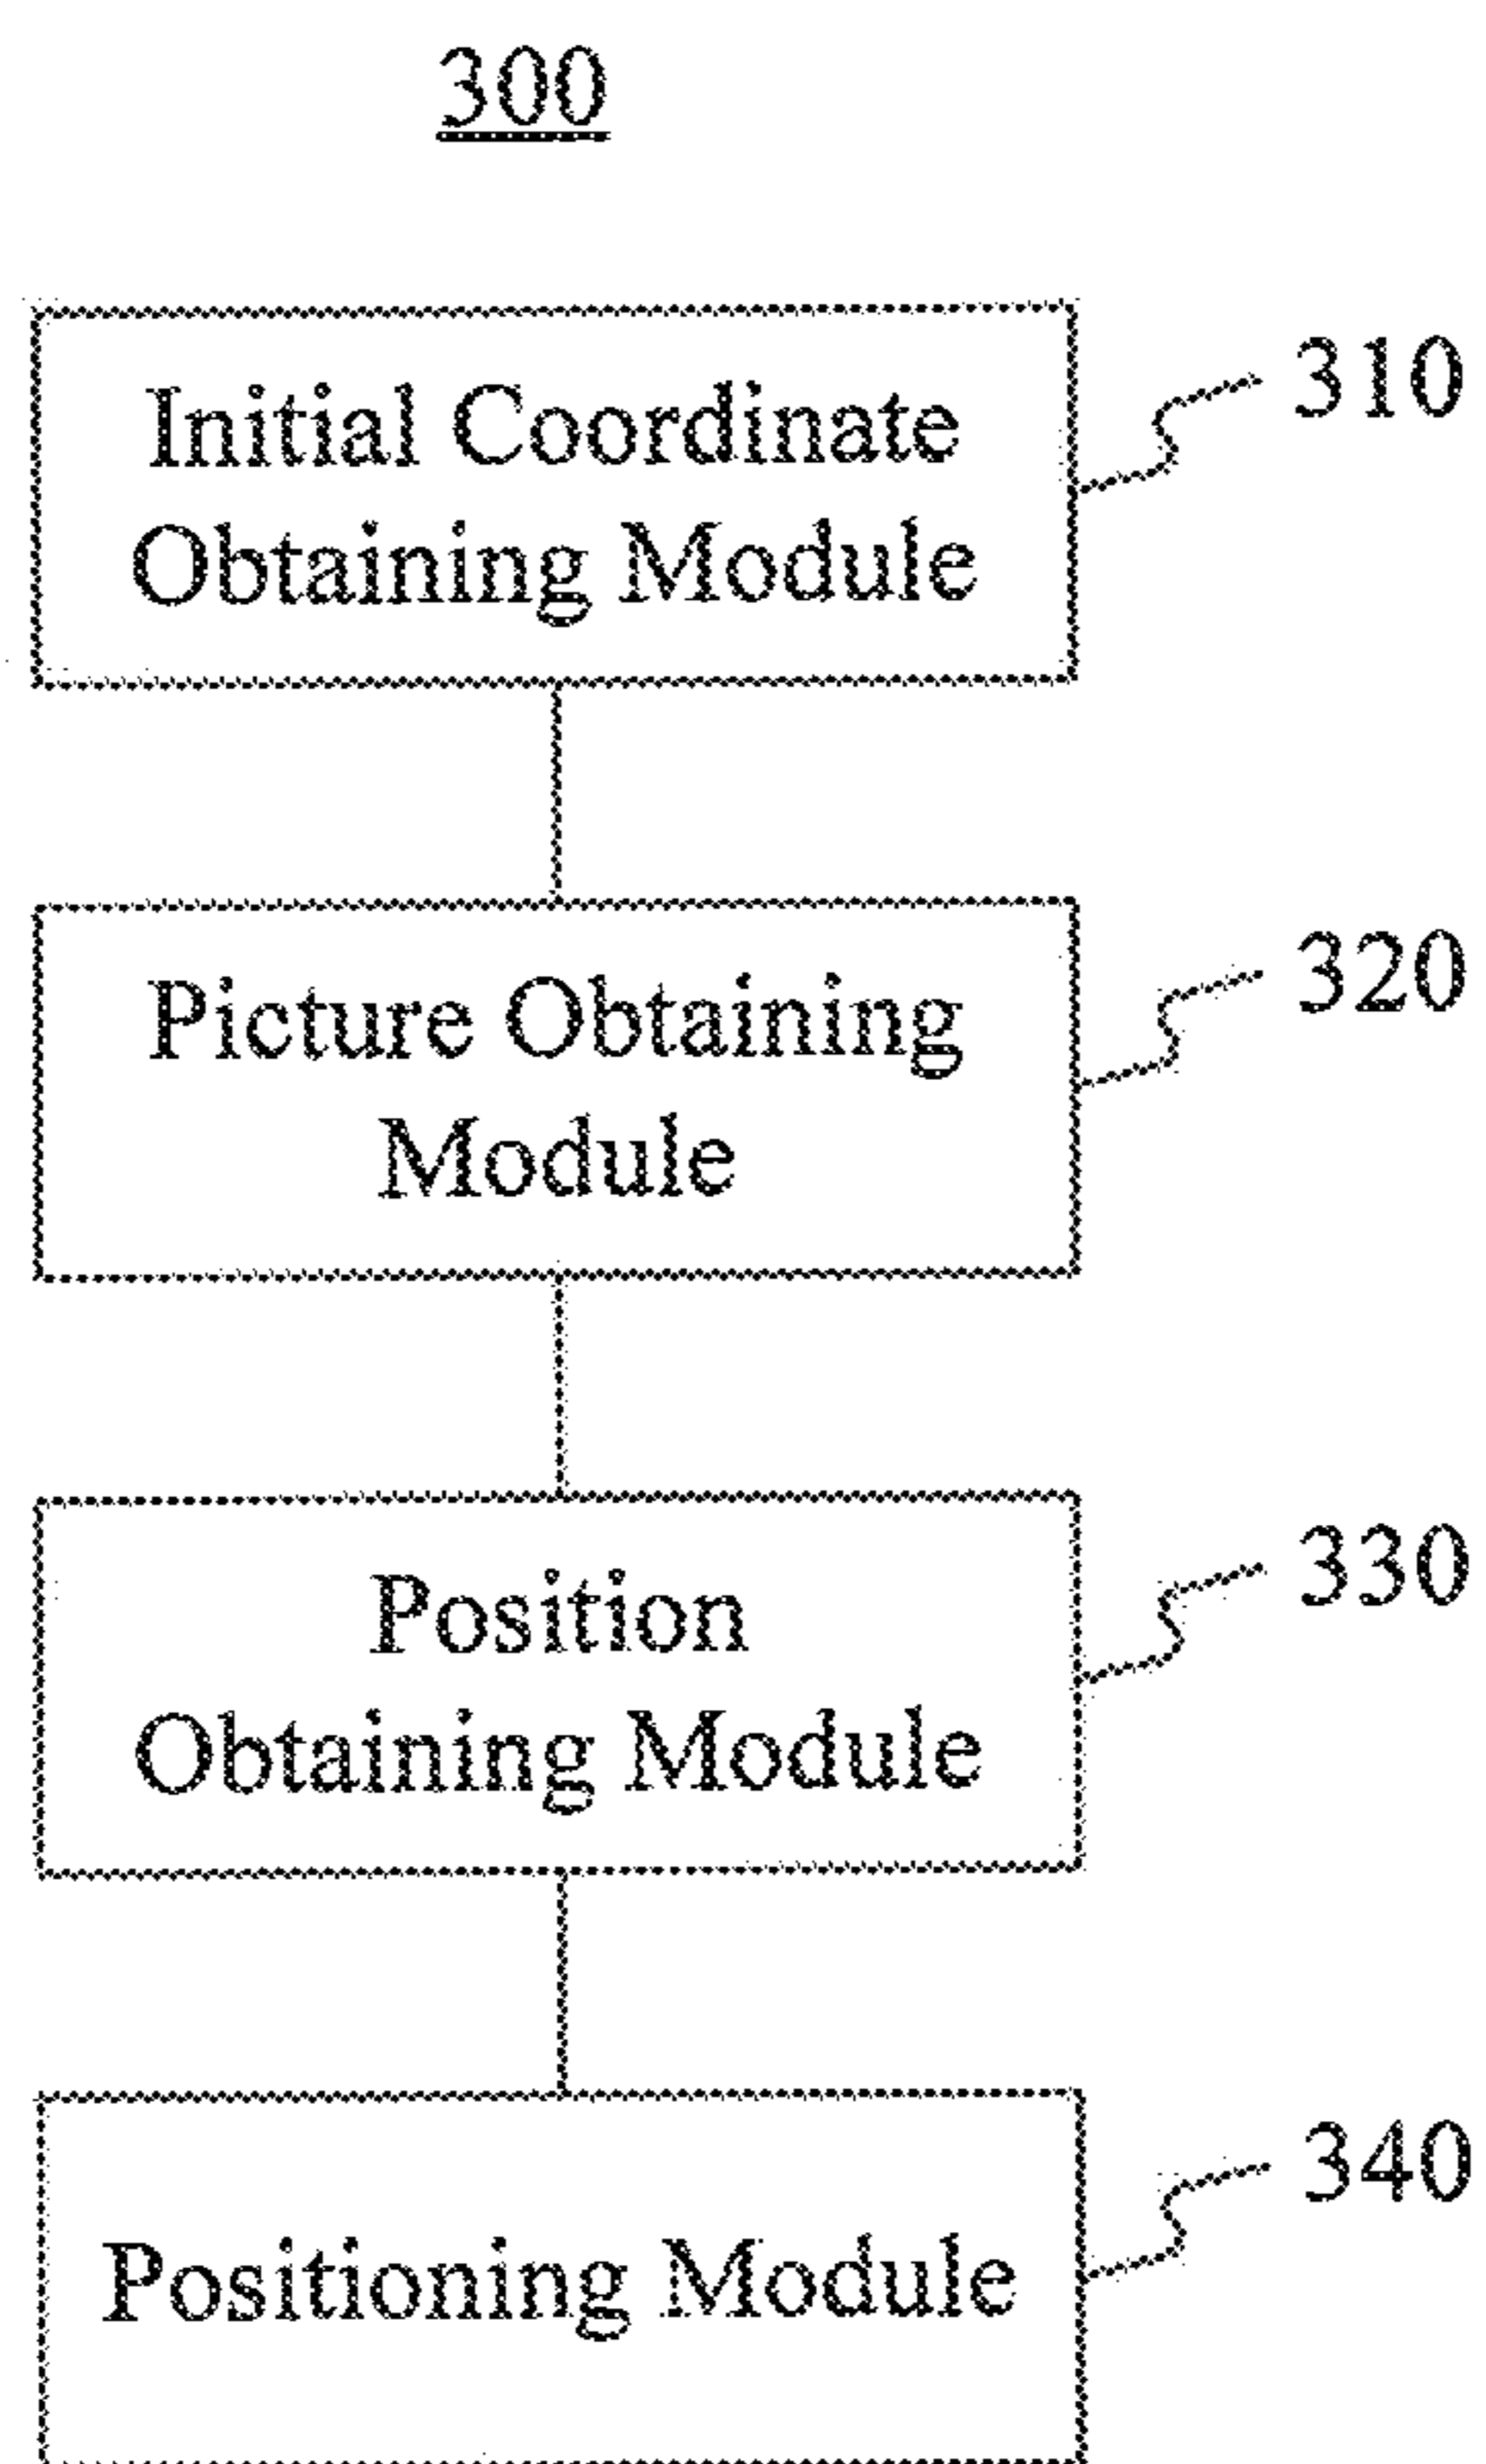 300
Initial Coordinate
Obtaining Module
310
Picture Obtaining
Module
320
Position
Obtaining Module
330
Positioning Module
340